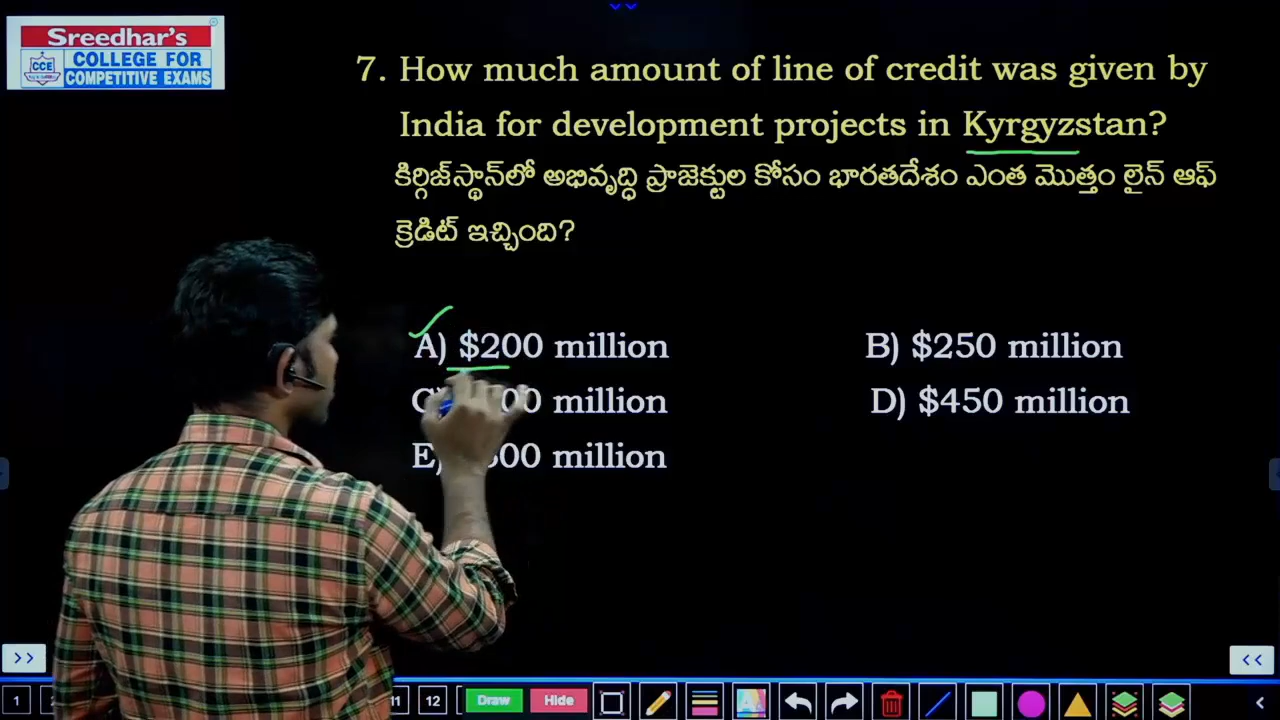 Sreedhar's
CCE
COLLEGE FOR
COMPETITIVE EXAMS
7. How much amount of line of credit was given by
India for development projects in Kyrgyzstan?
కిర్గిజ్‌స్థాన్‌లో అభివృద్ధి ప్రాజెక్టుల కోసం భారతదేశం ఎంత మొత్తం లైన్ ఆఫ్
క్రెడిట్ ఇచ్చింది?
A) $200 million B) $250 million
million D) $450 million
E) million
>> <<
1 11 12 Draw Hide <